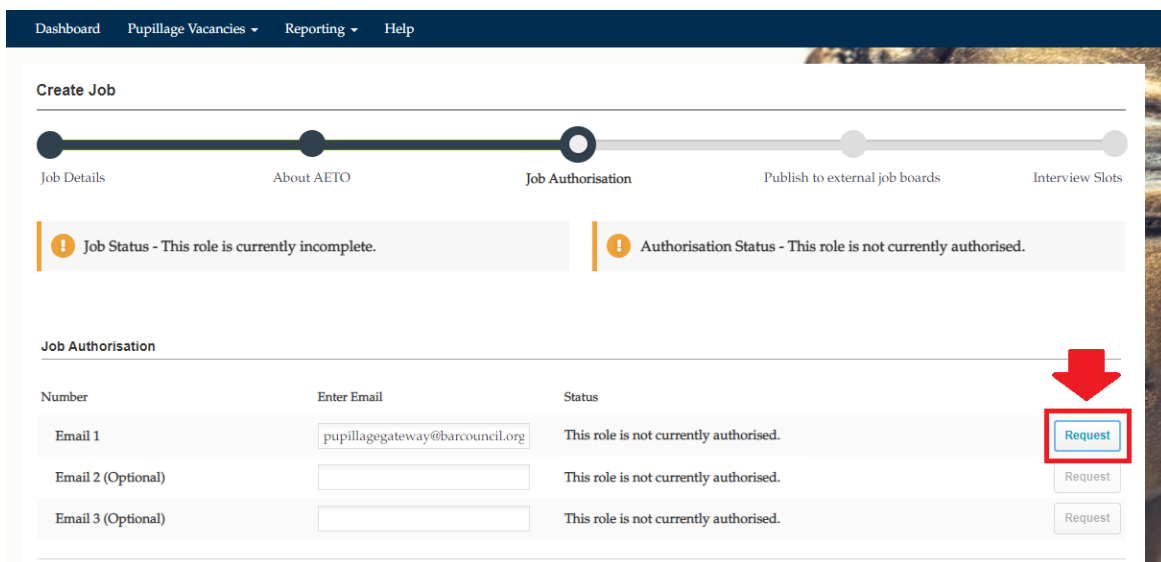 Dashboard Pupillage Vacancies Reporting Help
Create Job
Job Details About AETO Job Authorisation Publish to external job boards Interview Slots
! Job Status - This role is currently incomplete. ! Authorisation Status - This role is not currently authorised.
Job Authorisation
Number Enter Email Status
Email 1 pupillagegateway@barcouncil.org This role is not currently authorised. Request
Email 2 (Optional) This role is not currently authorised. Request
Email 3 (Optional) This role is not currently authorised. Request